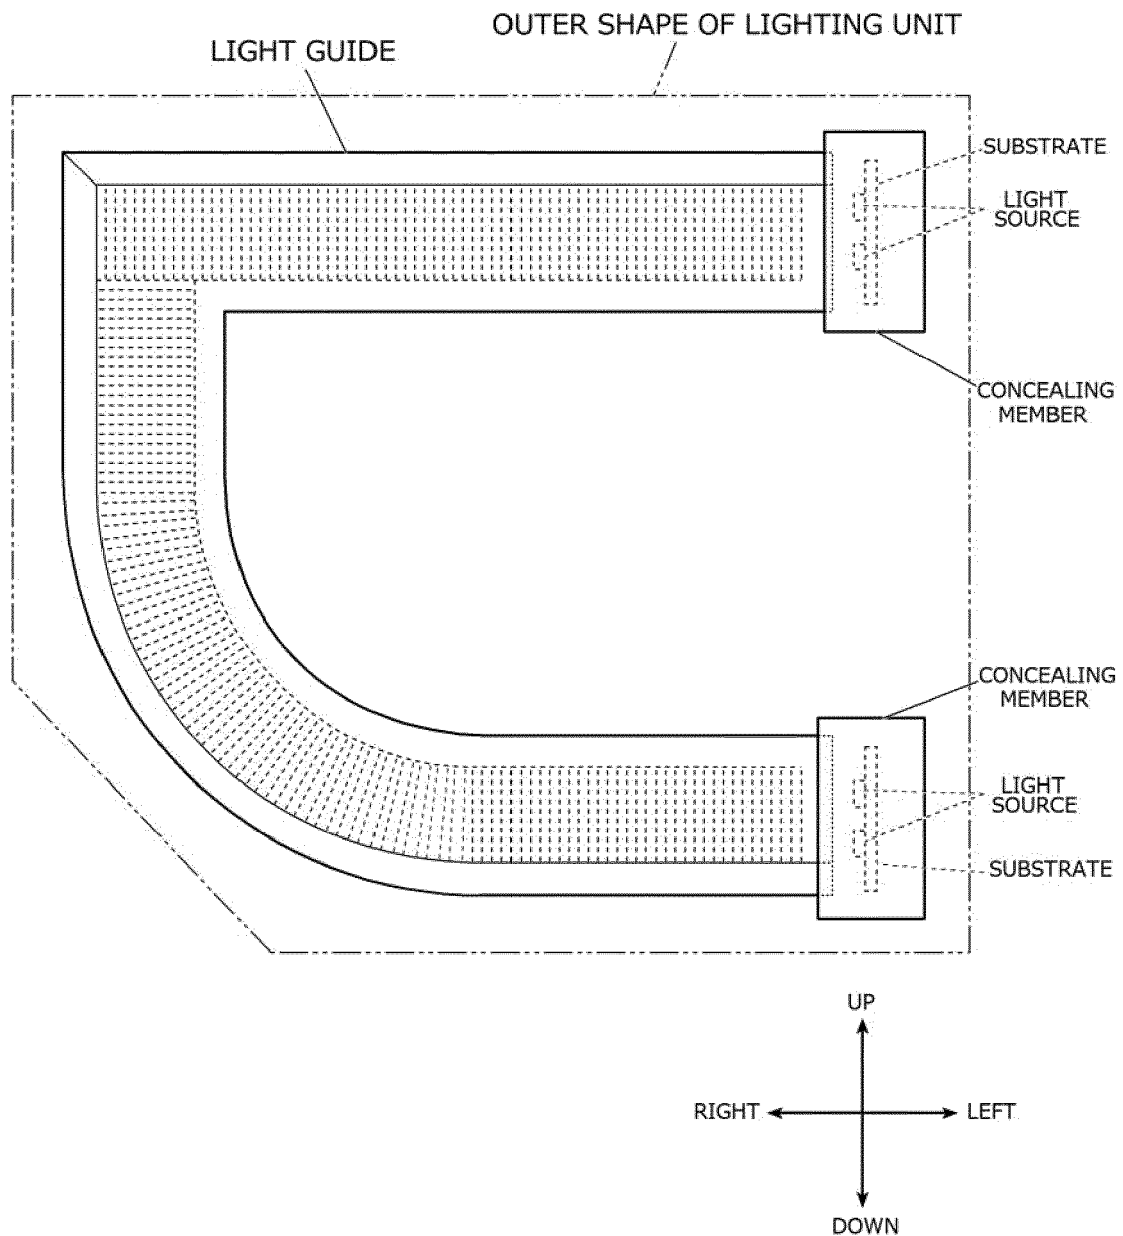 OUTER SHAPE OF LIGHTING UNIT
LIGHT GUIDE
SUBSTRATE
LIGHT
SOURCE
CONCEALING
MEMBER
CONCEALING
MEMBER
LIGHT
SOURCE
SUBSTRATE
UP
RIGHT
LEFT
DOWN